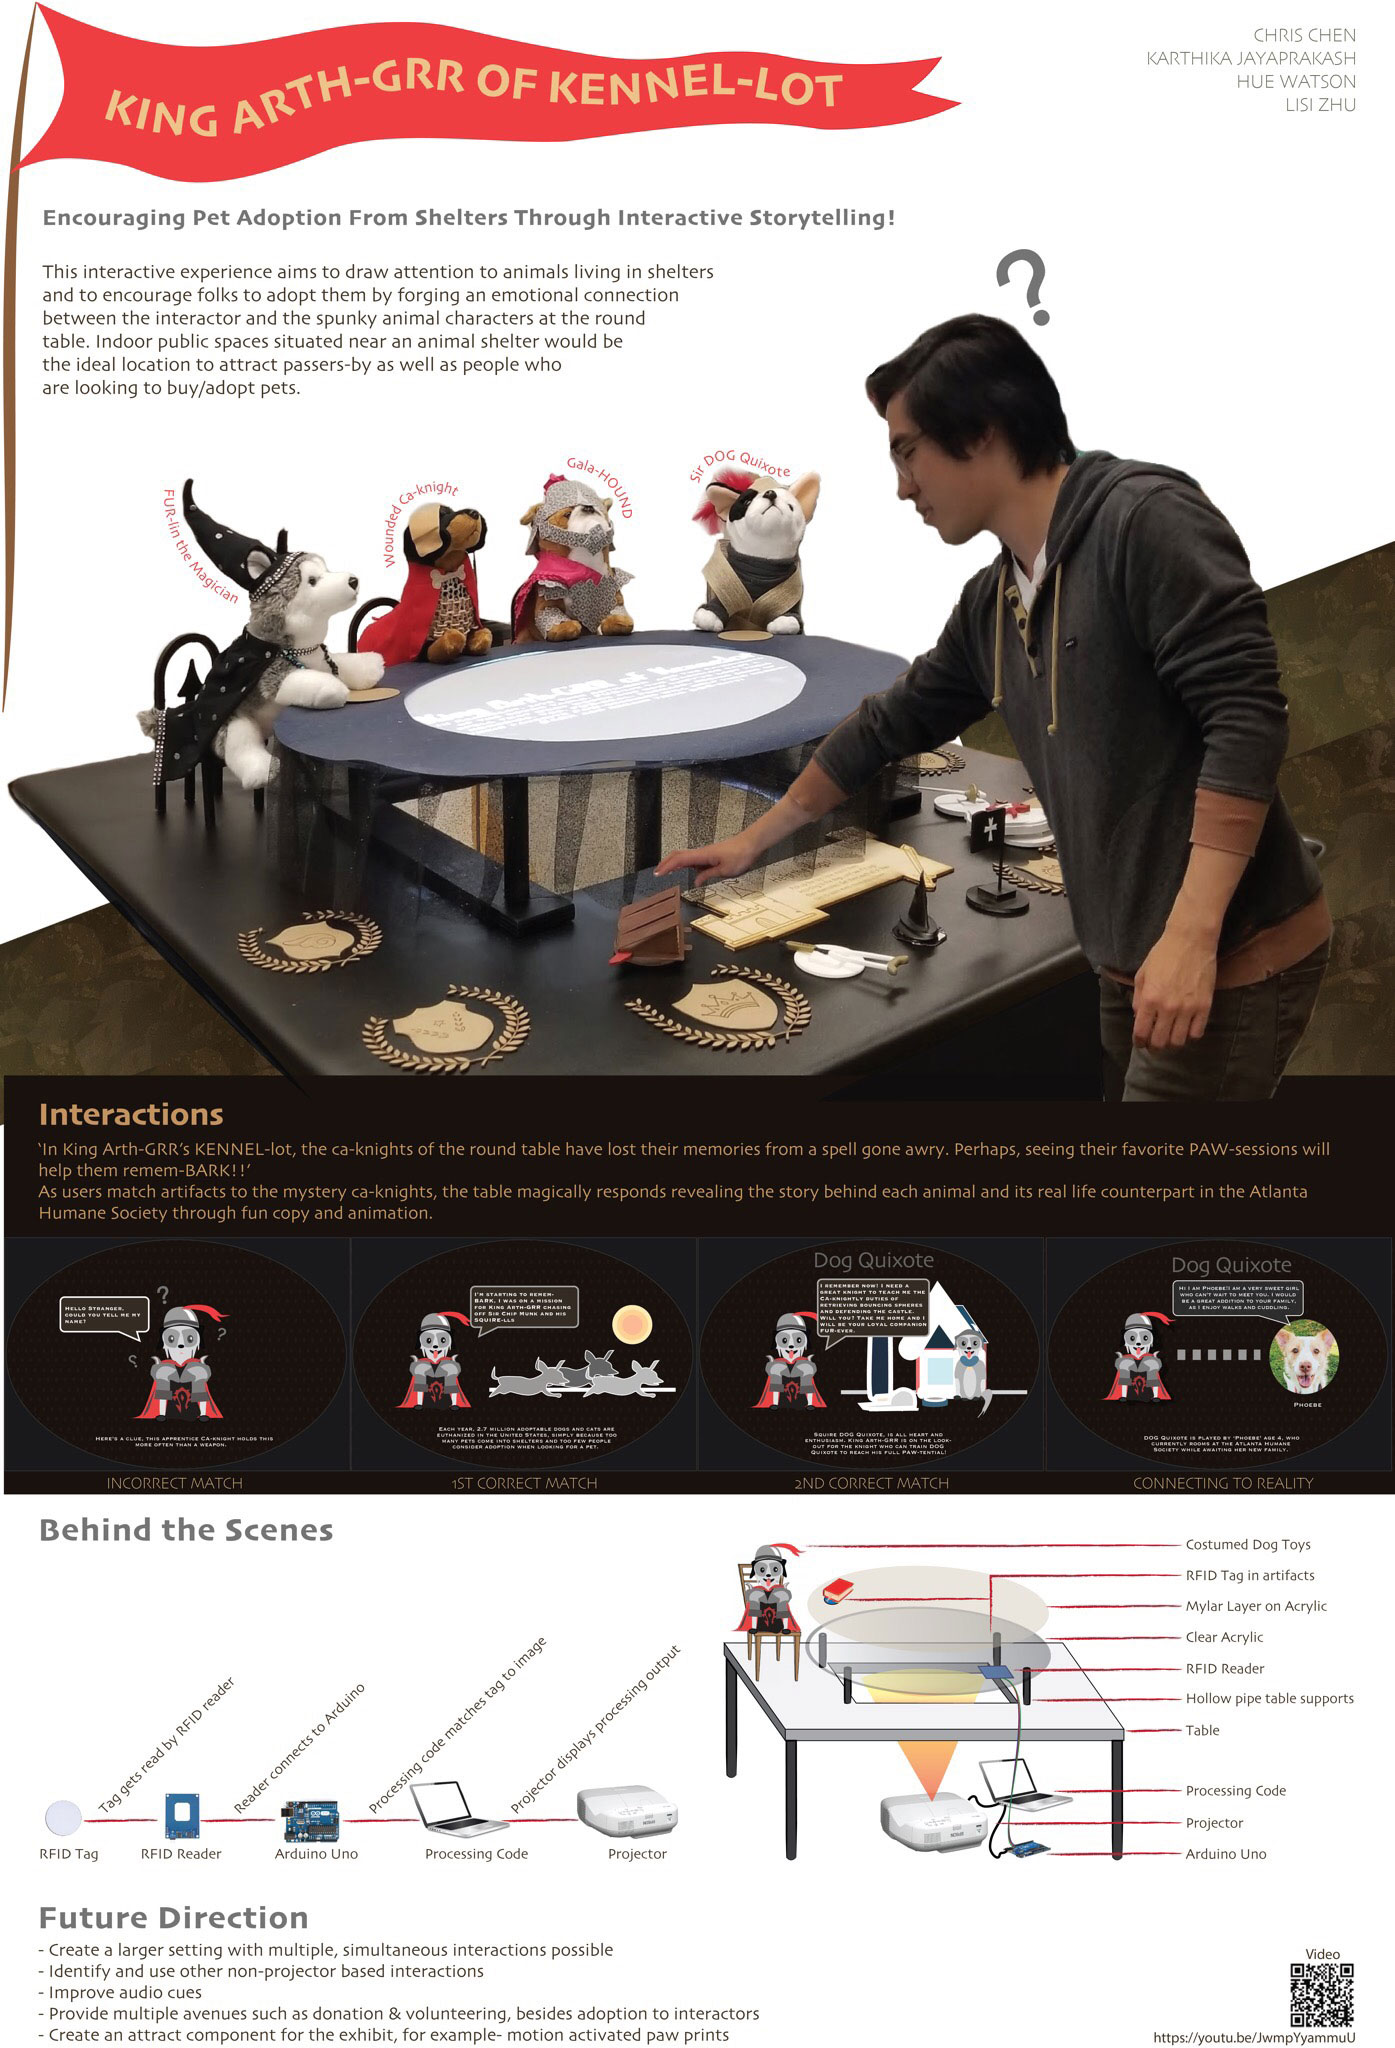 KING ARTH-GRR OF KENNEL-LOT
CHRIS CHEN
KARTHIKA JAYAPRAKASH
HUE WATSON
LISI ZHU
Encouraging Pet Adoption From Shelters Through Interactive Storytelling!
This interactive experience aims to draw attention to animals living in shelters
and to encourage folks to adopt them by forging an emotional connection
between the interactor and the spunky animal characters at the round
table. Indoor public spaces situated near an animal shelter would be
the ideal location to attract passers-by as well as people who
are looking to buy/adopt pets.
?
FUR-lin the Magician
Wounded Ca-knight
Gala-HOUND
Sir DOG Quixote
Interactions
‘In King Arth-GRR’s KENNEL-lot, the ca-knights of the round table have lost their memories from a spell gone awry. Perhaps, seeing their favorite PAW-sessions will
help them remem-BARK!!’
As users match artifacts to the mystery ca-knights, the table magically responds revealing the story behind each animal and its real life counterpart in the Atlanta
Humane Society through fun copy and animation.
HELLO STRANGER,
COULD YOU TELL ME MY
NAME?
?
?
?
HERE'S A CLUE, THIS APPRENTICE CA-KNIGHT HOLDS THIS
MORE OFTEN THAN A WEAPON.
INCORRECT MATCH
I'M STARTING TO REMEM-
BARK. I WAS ON A MISSION
FOR KING ARTH-GRR CHASING
OFF SIR CHIP MUNK AND HIS
SQUIRE-LLS
EACH YEAR, 2.7 MILLION ADOPTABLE DOGS AND CATS ARE
EUTHANIZED IN THE UNITED STATES, SIMPLY BECAUSE TOO
MANY PETS COME INTO SHELTERS AND TOO FEW PEOPLE
CONSIDER ADOPTION WHEN LOOKING FOR A PET.
1ST CORRECT MATCH
Dog Quixote
I REMEMBER NOW! I NEED A
GREAT KNIGHT TO TEACH ME THE
CA-KNIGHTLY DUTIES OF
RETRIEVING BOUNCING SPHERES
AND DEFENDING THE CASTLE.
WILL YOU? TAKE ME HOME AND I
WILL BE YOUR LOYAL COMPANION
FUR-EVER.
SQUIRE DOG QUIXOTE, IS ALL HEART AND
ENTHUSIASM. KING ARTH-GRR IS ON THE LOOK-
OUT FOR THE KNIGHT WHO CAN TRAIN DOG
QUIXOTE TO REACH HIS FULL PAW-TENTIAL!
2ND CORRECT MATCH
Dog Quixote
HI I AM PHOEBE!I AM A VERY SWEET GIRL
WHO CAN'T WAIT TO MEET YOU. I WOULD
BE A GREAT ADDITION TO YOUR FAMILY,
AS I ENJOY WALKS AND CUDDLING.
PHOEBE
DOG QUIXOTE IS PLAYED BY 'PHOEBE' AGE 4, WHO
CURRENTLY ROOMS AT THE ATLANTA HUMANE
SOCIETY WHILE AWAITING HER NEW FAMILY.
CONNECTING TO REALITY
Behind the Scenes
Tag gets read by RFID reader
Reader connects to Arduino
Processing code matches tag to image
Projector displays processing output
RFID Tag
RFID Reader
Arduino Uno
Processing Code
Projector
Costumed Dog Toys
RFID Tag in artifacts
Mylar Layer on Acrylic
Clear Acrylic
RFID Reader
Hollow pipe table supports
Table
Processing Code
Projector
Arduino Uno
Future Direction
- Create a larger setting with multiple, simultaneous interactions possible
- Identify and use other non-projector based interactions
- Improve audio cues
- Provide multiple avenues such as donation & volunteering, besides adoption to interactors
- Create an attract component for the exhibit, for example- motion activated paw prints
Video
https://youtu.be/JwmpYyammuU